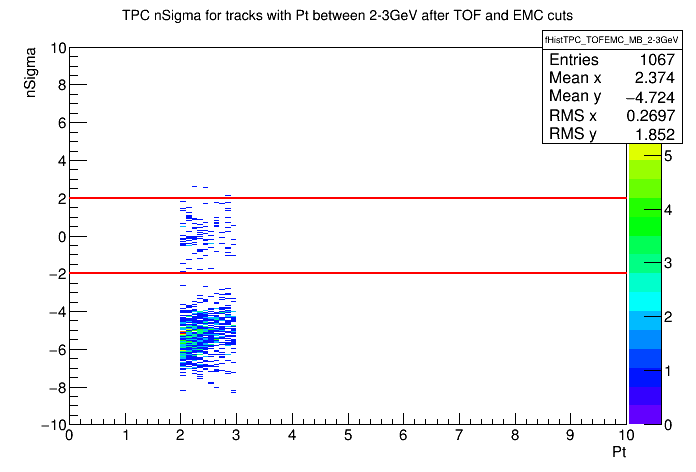 TPC nSigma for tracks with Pt between 2-3GeV after TOF and EMC cuts
fHistTPC_TOFEMC_MB_2-3GeV
Entries 1067
Mean x 2.374
Mean y −4.724
RMS x 0.2697
RMS y 1.852
nSigma
10
8
6
4
2
0
−2
−4
−6
−8
−10
0 1 2 3 4 5 6 7 8 9 10
Pt
5
4
3
2
1
0